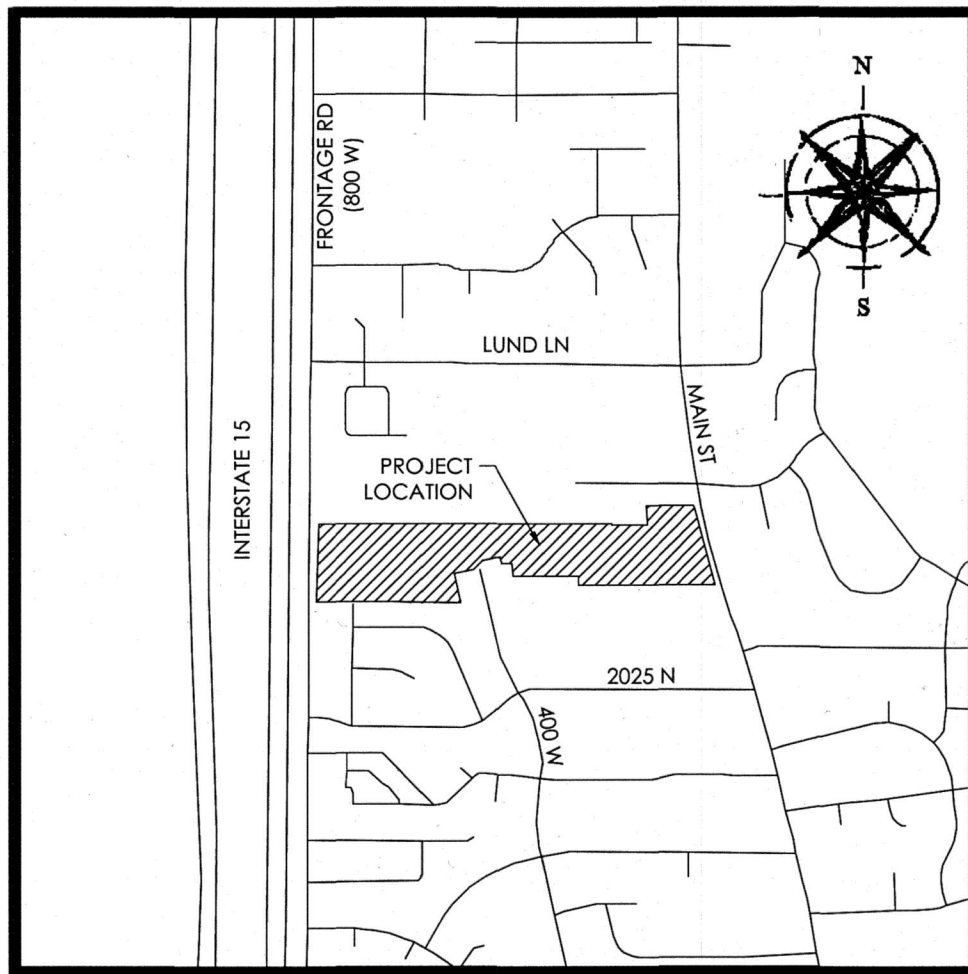 N
S
FRONTAGE RD
(800 W)
LUND LN
MAIN ST
INTERSTATE 15
PROJECT
LOCATION
2025 N
400 W